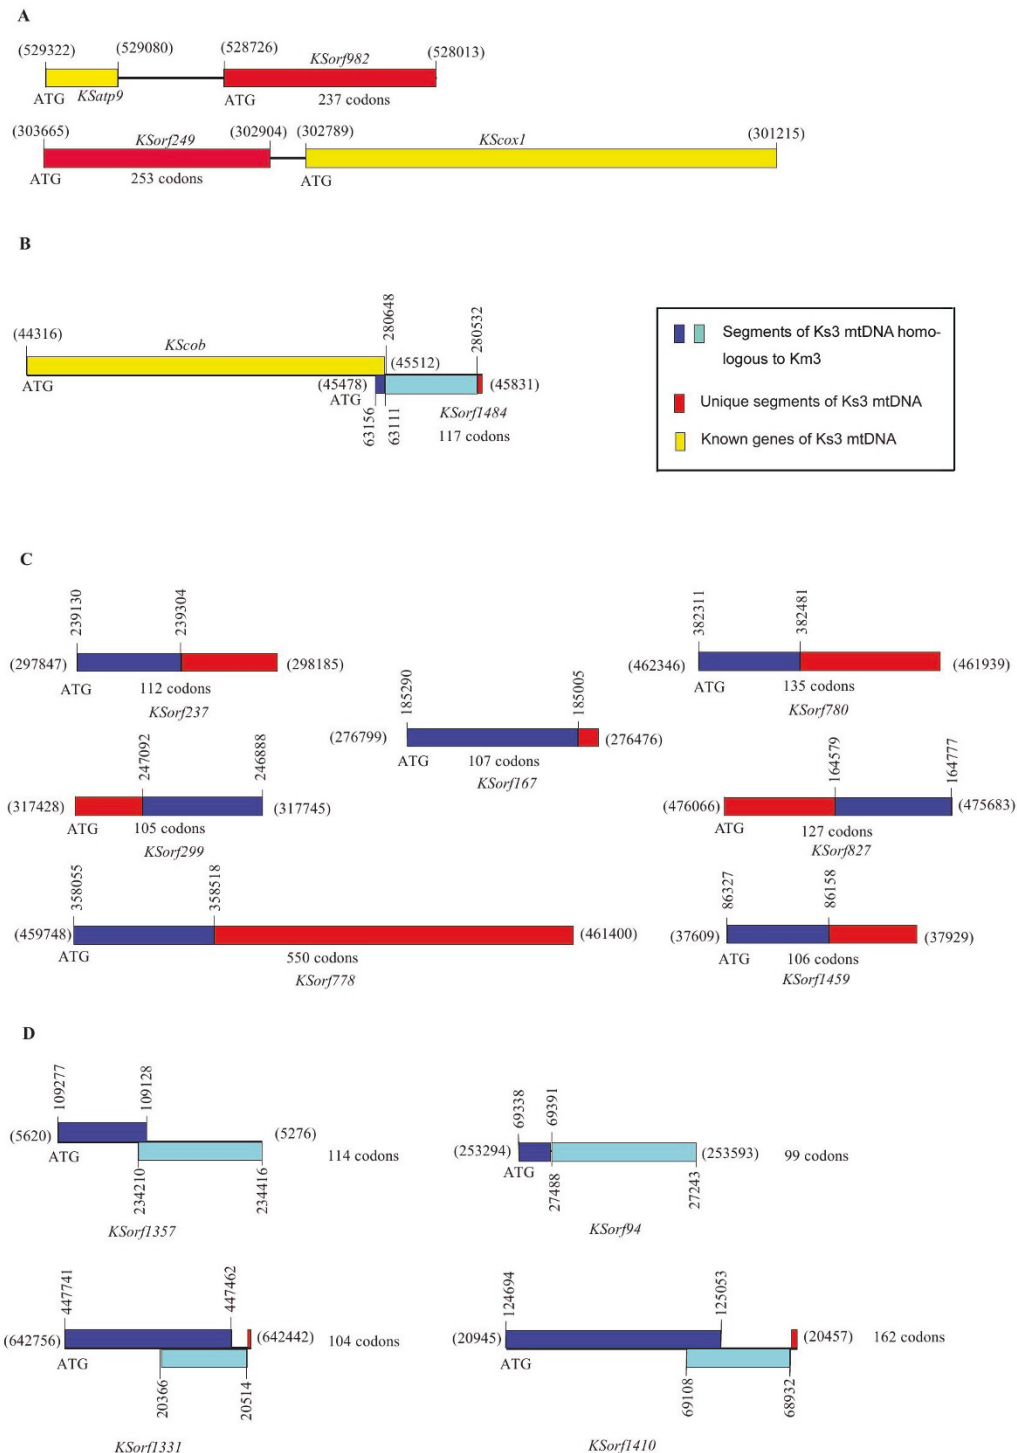 A
(529322)
(529080)
(528726)
(528013)
KSorf982
ATG
KSatp9
ATG
237 codons
(303665)
KSorf249
(302904)
(302789)
KScox1
(301215)
ATG
253 codons
ATG
B
280648
280532
(44316)
KScob
(45512)
ATG
(45478)
(45831)
ATG
63156
63111
KSorf1484
117 codons
Segments of Ks3 mtDNA homo-
logous to Km3
Unique segments of Ks3 mtDNA
Known genes of Ks3 mtDNA
C
239130
239304
(297847)
(298185)
ATG
112 codons
KSorf237
382311
382481
(462346)
(461939)
ATG
135 codons
KSorf780
185290
185005
(276799)
(276476)
ATG
107 codons
KSorf167
247092
246888
(317428)
(317745)
ATG
105 codons
KSorf299
164579
164777
(476066)
(475683)
ATG
127 codons
KSorf827
358055
358518
(459748)
(461400)
ATG
550 codons
KSorf778
86327
86158
(37609)
(37929)
ATG
106 codons
KSorf1459
D
109277
109128
(5620)
(5276)
ATG
114 codons
234210
234416
KSorf1357
69338
69391
(253294)
(253593)
99 codons
ATG
27488
27243
KSorf94
447741
447462
(642756)
(642442)
104 codons
ATG
20366
20514
KSorf1331
124694
125053
(20945)
(20457)
162 codons
ATG
69108
68932
KSorf1410